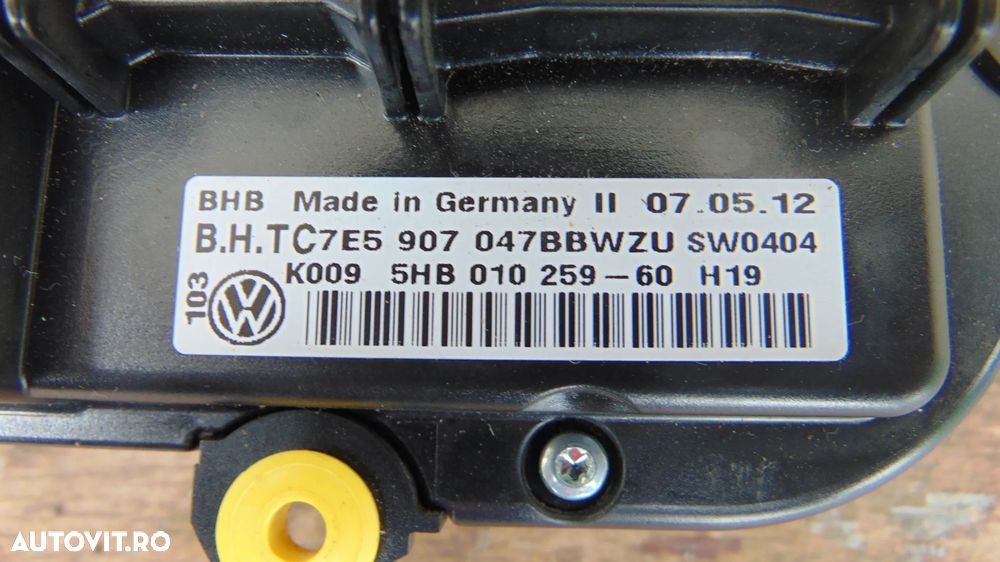 BHB Made in Germany II 07.05.12
B.H.TC7E5 907 047BBWZU SW0404
K009 5HB 010 259-60 H19
103
AUTOVIT.RO